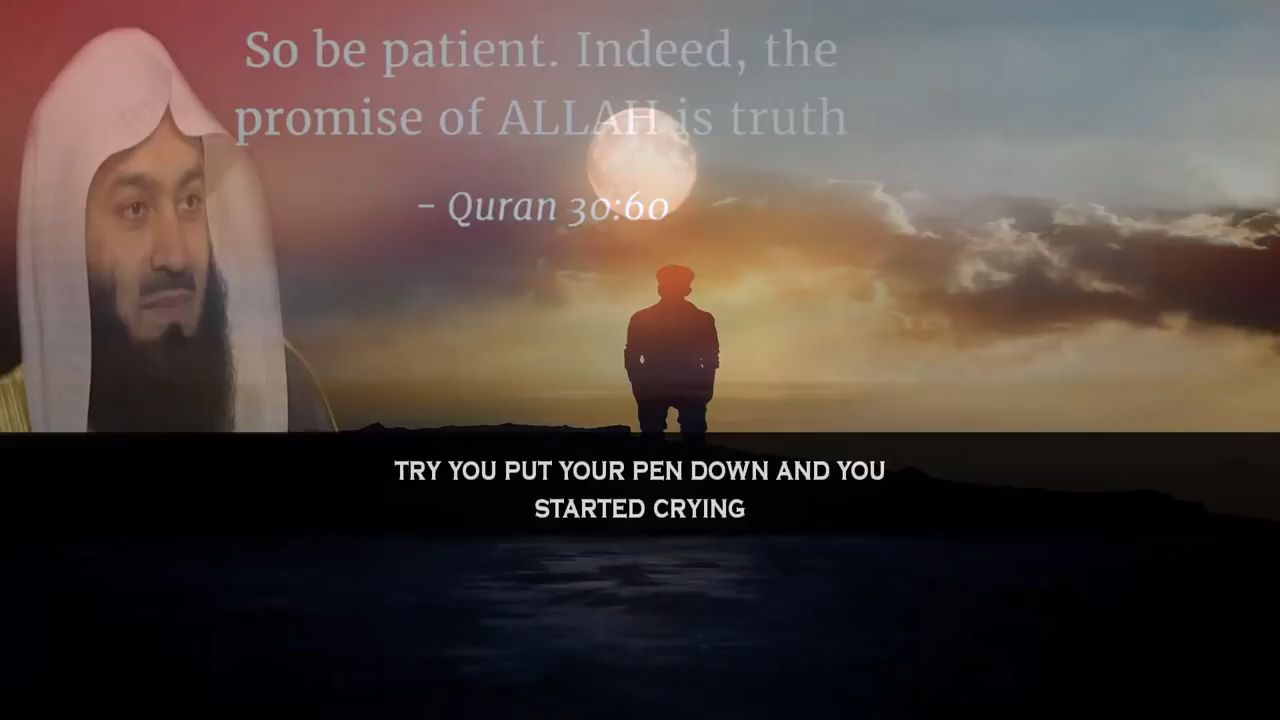 So be patient. Indeed, the
promise of ALLAH is truth
- Quran 30:60
TRY YOU PUT YOUR PEN DOWN AND YOU
STARTED CRYING